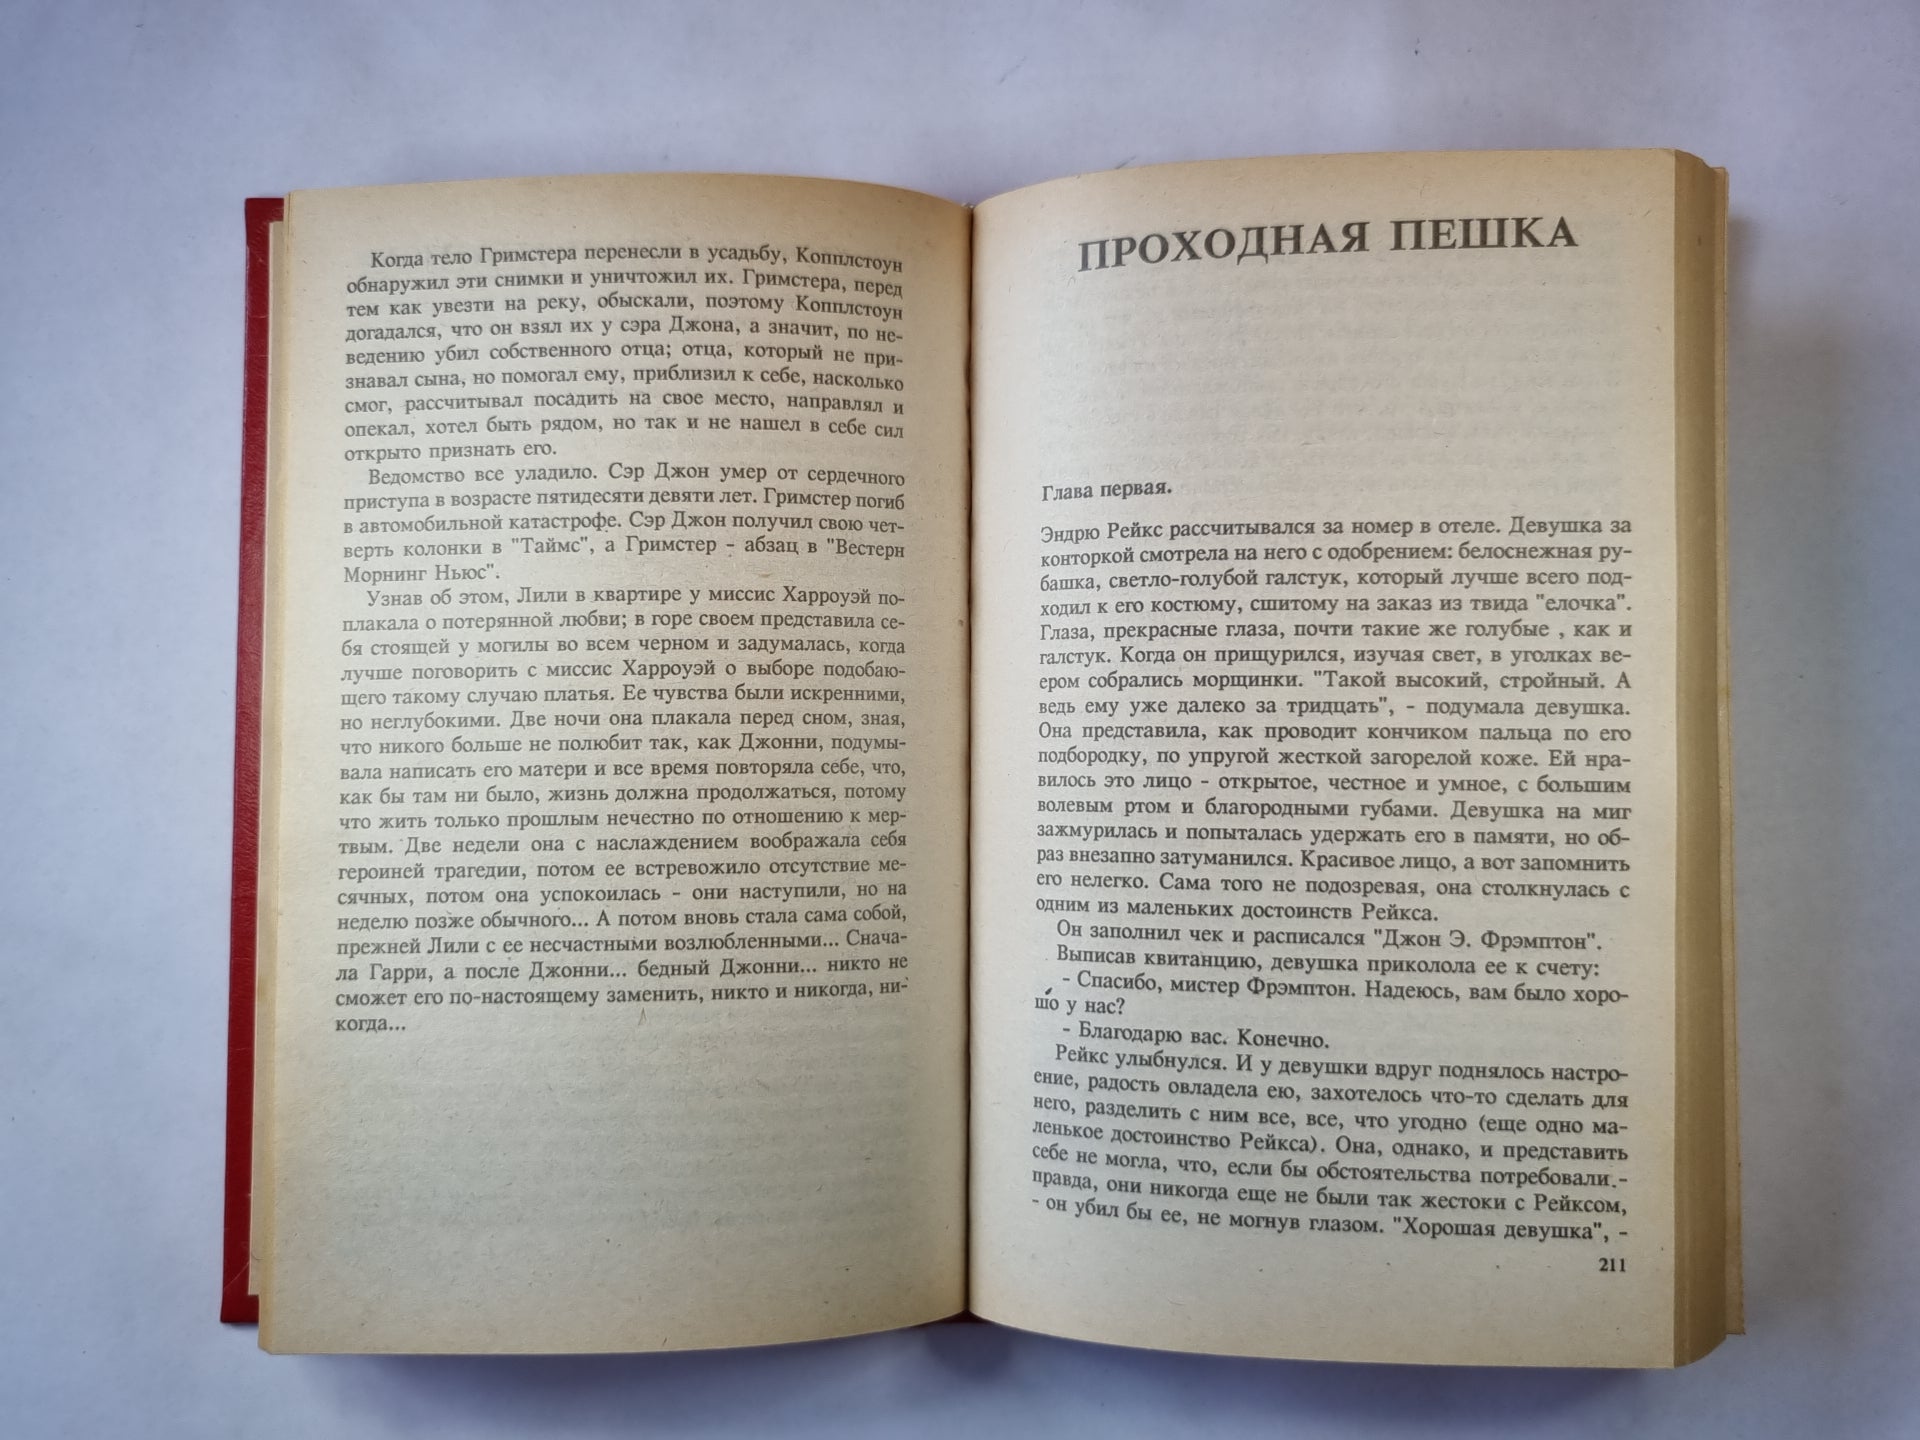 Когда тело Гримстера перенесли в усадьбу, Копплстоун
обнаружил эти снимки и уничтожил их. Гримстера, перед
тем как увезти на реку, обыскали, поэтому Копплстоун
догадался, что он взял их у сэра Джона, а значит, по не-
ведению убил собственного отца; отца, который не при-
знавал сына, но помогал ему, приблизил к себе, насколько
смог, рассчитывал посадить на свое место, направлял и
опекал, хотел быть рядом, но так и не нашел в себе сил
открыто признать его.
Ведомство все уладило. Сэр Джон умер от сердечного
приступа в возрасте пятидесяти девяти лет. Гримстер погиб
в автомобильной катастрофе. Сэр Джон получил свою чет-
верть колонки в "Таймс", а Гримстер - абзац в "Вестерн
Морнинг Ньюс".
Узнав об этом, Лили в квартире у миссис Харроуэй по-
плакала о потерянной любви; в горе своем представила се-
бя стоящей у могилы во всем черном и задумалась, когда
лучше поговорить с миссис Харроуэй о выборе подобаю-
щего такому случаю платья. Ее чувства были искренними,
но неглубокими. Две ночи она плакала перед сном, зная,
что никого больше не полюбит так, как Джонни, подумы-
вала написать его матери и все время повторяла себе, что,
как бы там ни было, жизнь должна продолжаться, потому
что жить только прошлым нечестно по отношению к мер-
твым. Две недели она с наслаждением воображала себя
героиней трагедии, потом ее встревожило отсутствие ме-
сячных, потом она успокоилась - они наступили, но на
неделю позже обычного... А потом вновь стала сама собой,
прежней Лили с ее несчастными возлюбленными... Снача-
ла Гарри, а после Джонни... бедный Джонни... никто не
сможет его по-настоящему заменить, никто и никогда, ни-
когда...
ПРОХОДНАЯ ПЕШКА
Глава первая.
Эндрю Рейкс рассчитывался за номер в отеле. Девушка за
конторкой смотрела на него с одобрением: белоснежная ру-
башка, светло-голубой галстук, который лучше всего под-
ходил к его костюму, сшитому на заказ из твида "елочка".
Глаза, прекрасные глаза, почти такие же голубые , как и
галстук. Когда он прищурился, изучая свет, в уголках ве-
ером собрались морщинки. "Такой высокий, стройный. А
ведь ему уже далеко за тридцать", - подумала девушка.
Она представила, как проводит кончиком пальца по его
подбородку, по упругой жесткой загорелой коже. Ей нра-
вилось это лицо - открытое, честное и умное, с большим
волевым ртом и благородными губами. Девушка на миг
зажмурилась и попыталась удержать его в памяти, но об-
раз внезапно затуманился. Красивое лицо, а вот запомнить
его нелегко. Сама того не подозревая, она столкнулась с
одним из маленьких достоинств Рейкса.
Он заполнил чек и расписался "Джон Э. Фрэмптон".
Выписав квитанцию, девушка приколола ее к счету:
- Спасибо, мистер Фрэмптон. Надеюсь, вам было хоро-
шо у нас?
- Благодарю вас. Конечно.
Рейкс улыбнулся. И у девушки вдруг поднялось настро-
ение, радость овладела ею, захотелось что-то сделать для
него, разделить с ним все, все, что угодно (еще одно ма-
ленькое достоинство Рейкса). Она, однако, и представить
себе не могла, что, если бы обстоятельства потребовали -
правда, они никогда еще не были так жестоки с Рейксом,
- он убил бы ее, не могнув глазом. "Хорошая девушка", -
211